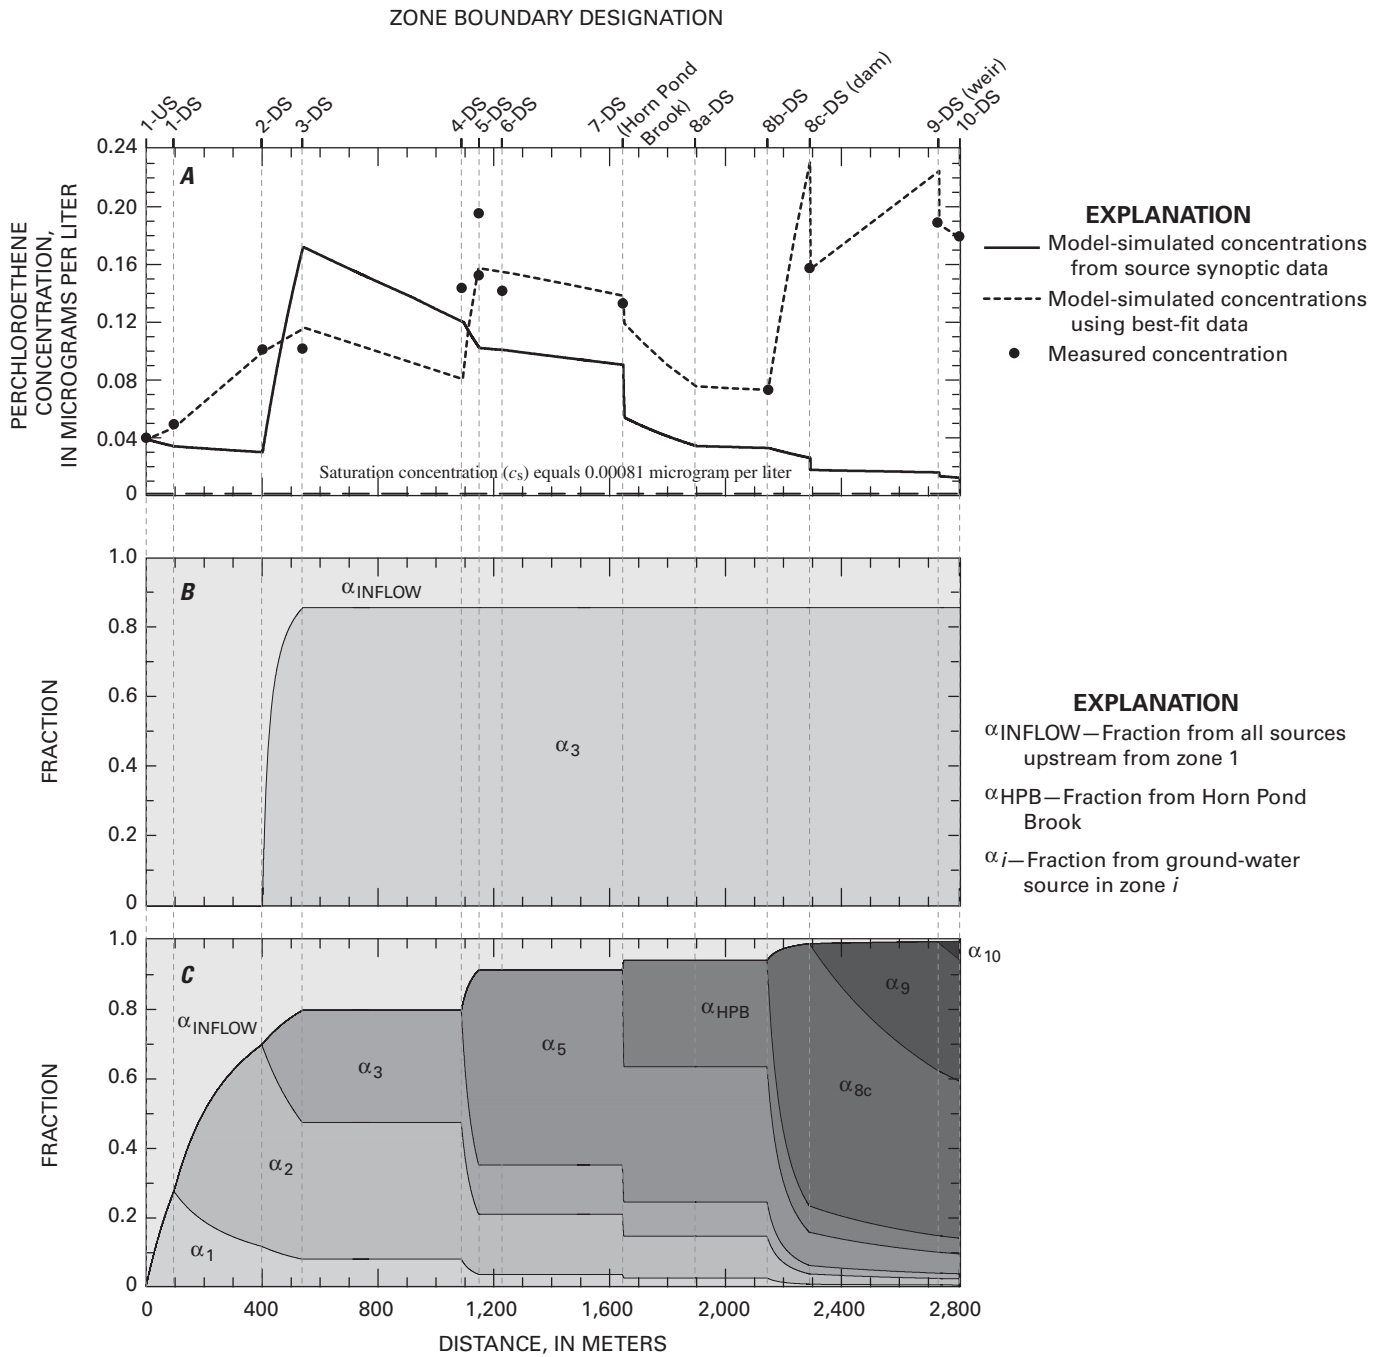 ZONE BOUNDARY DESIGNATION
1-US
1-DS
2-DS
3-DS
4-DS
5-DS
6-DS
7-DS
(Horn Pond
Brook)
8a-DS
8b-DS
8c-DS (dam)
9-DS (weir)
10-DS
PERCHLOROETHENE
CONCENTRATION,
IN MICROGRAMS PER LITER
0.24
0.20
0.16
0.12
0.08
0.04
0
A
Saturation concentration (cs) equals 0.00081 microgram per liter
EXPLANATION
Model-simulated concentrations
from source synoptic data
Model-simulated concentrations
using best-fit data
Measured concentration
FRACTION
1.0
0.8
0.6
0.4
0.2
0
B
αINFLOW
α3
EXPLANATION
αINFLOW—Fraction from all sources
upstream from zone 1
αHPB—Fraction from Horn Pond
Brook
αi—Fraction from ground-water
source in zone i
FRACTION
1.0
0.8
0.6
0.4
0.2
0
C
αINFLOW
α1
α2
α3
α5
αHPB
α8c
α9
α10
0 400 800 1,200 1,600 2,000 2,400 2,800
DISTANCE, IN METERS